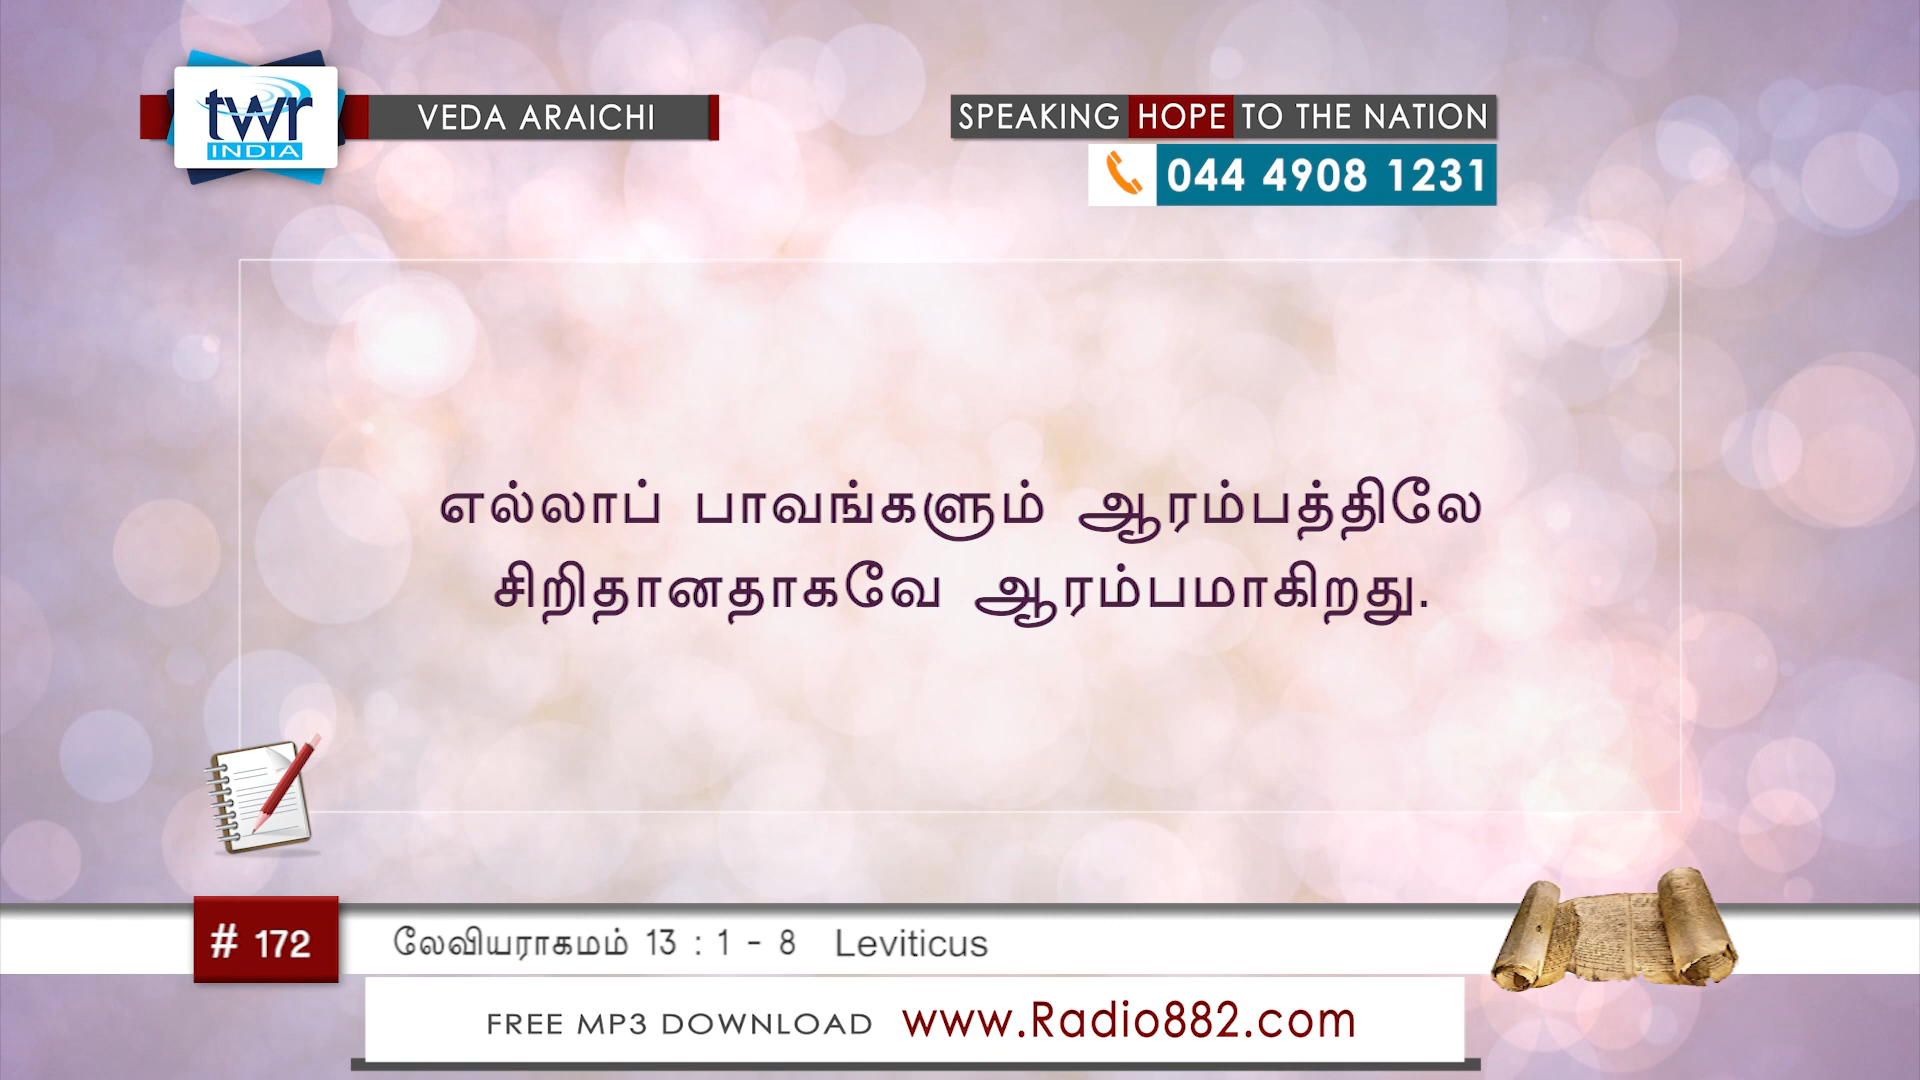 twr
INDIA
VEDA ARAICHI
SPEAKING HOPE TO THE NATION
044 4908 1231
எல்லாப் பாவங்களும் ஆரம்பத்திலே
சிறிதானதாகவே ஆரம்பமாகிறது.
# 172
லேவியராகமம் 13 : 1 - 8 Leviticus
FREE MP3 DOWNLOAD www.Radio882.com